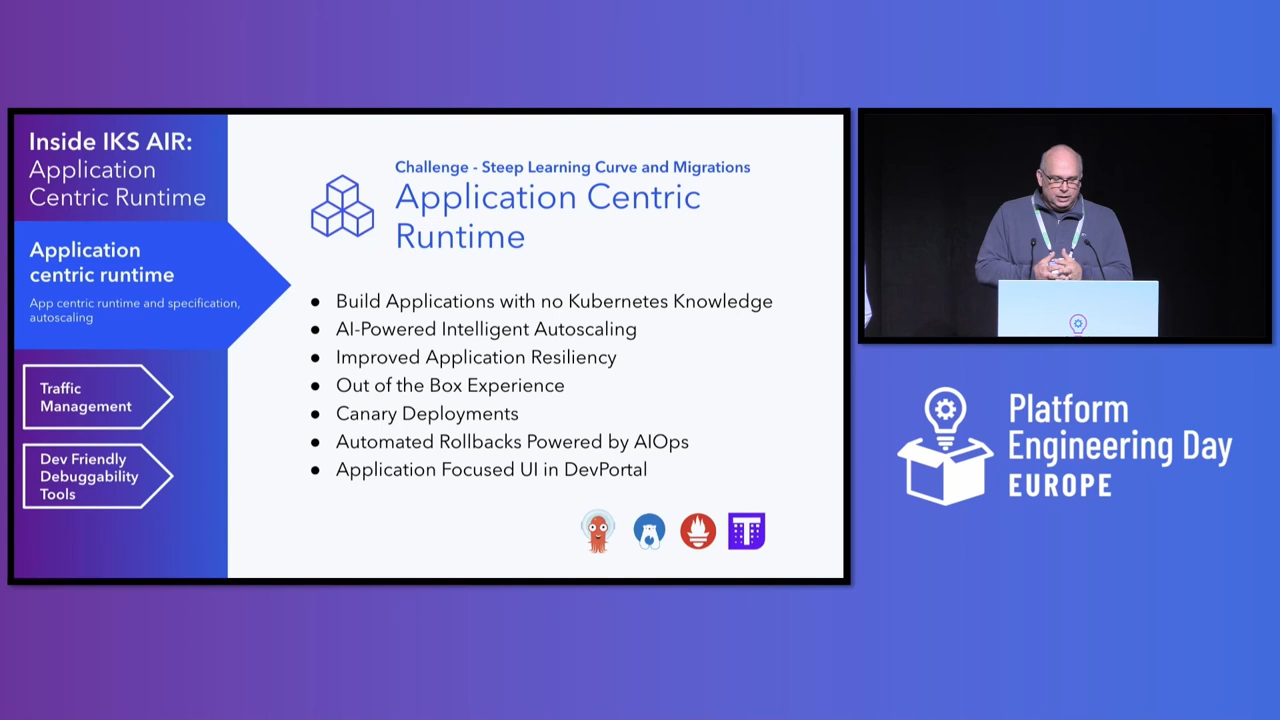 Inside IKS AIR:
Application
Centric Runtime
Application
centric runtime
App centric runtime and specification,
autoscaling
Traffic
Management
Dev Friendly
Debuggability
Tools
Challenge - Steep Learning Curve and Migrations
Application Centric
Runtime
● Build Applications with no Kubernetes Knowledge
● AI-Powered Intelligent Autoscaling
● Improved Application Resiliency
● Out of the Box Experience
● Canary Deployments
● Automated Rollbacks Powered by AIOps
● Application Focused UI in DevPortal
T
Platform
Engineering Day
EUROPE